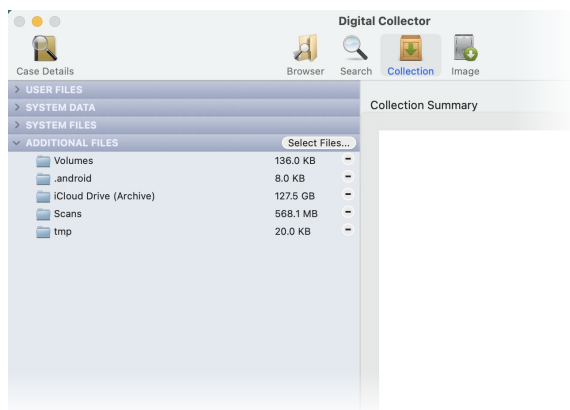 Digital Collector
Case Details
Browser Search Collection Image
USER FILES
SYSTEM DATA
SYSTEM FILES
ADDITIONAL FILES Select Files...
Volumes 136.0 KB
.android 8.0 KB
iCloud Drive (Archive) 127.5 GB
Scans 568.1 MB
tmp 20.0 KB
Collection Summary